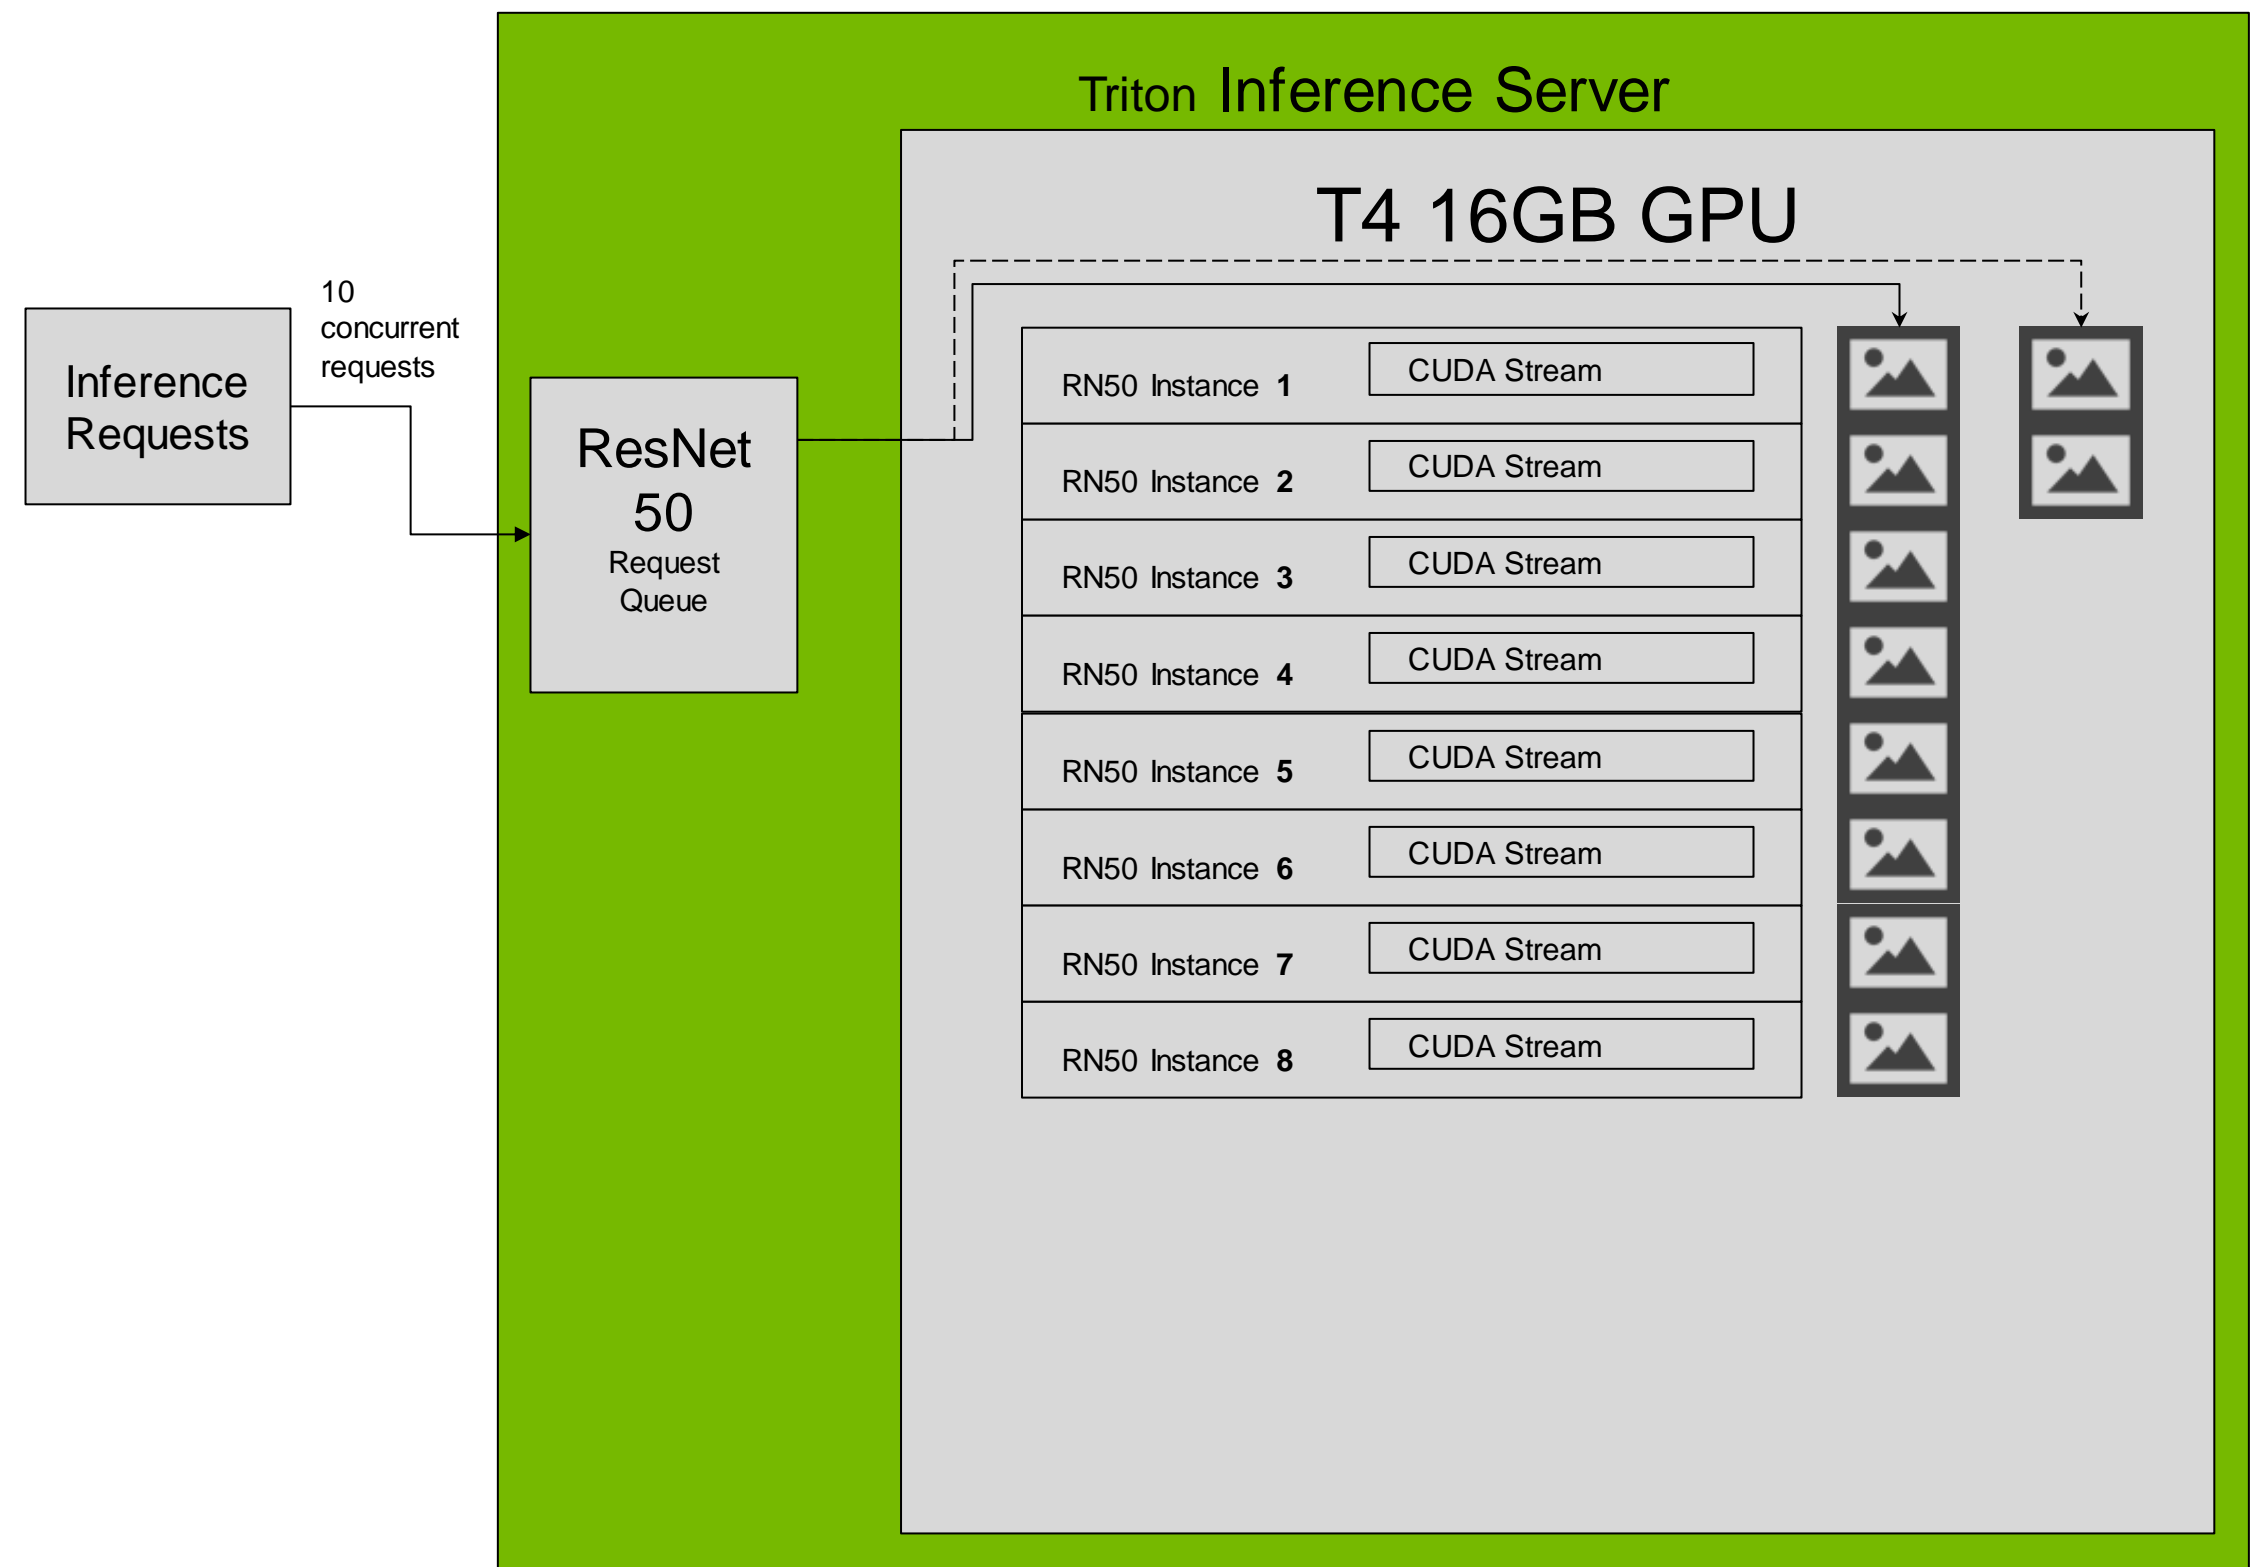 Triton Inference Server
T4 16GB GPU
10
concurrent
requests
Inference
Requests
ResNet
50
Request
Queue
RN50 Instance 1
CUDA Stream
RN50 Instance 2
CUDA Stream
RN50 Instance 3
CUDA Stream
RN50 Instance 4
CUDA Stream
RN50 Instance 5
CUDA Stream
RN50 Instance 6
CUDA Stream
RN50 Instance 7
CUDA Stream
RN50 Instance 8
CUDA Stream